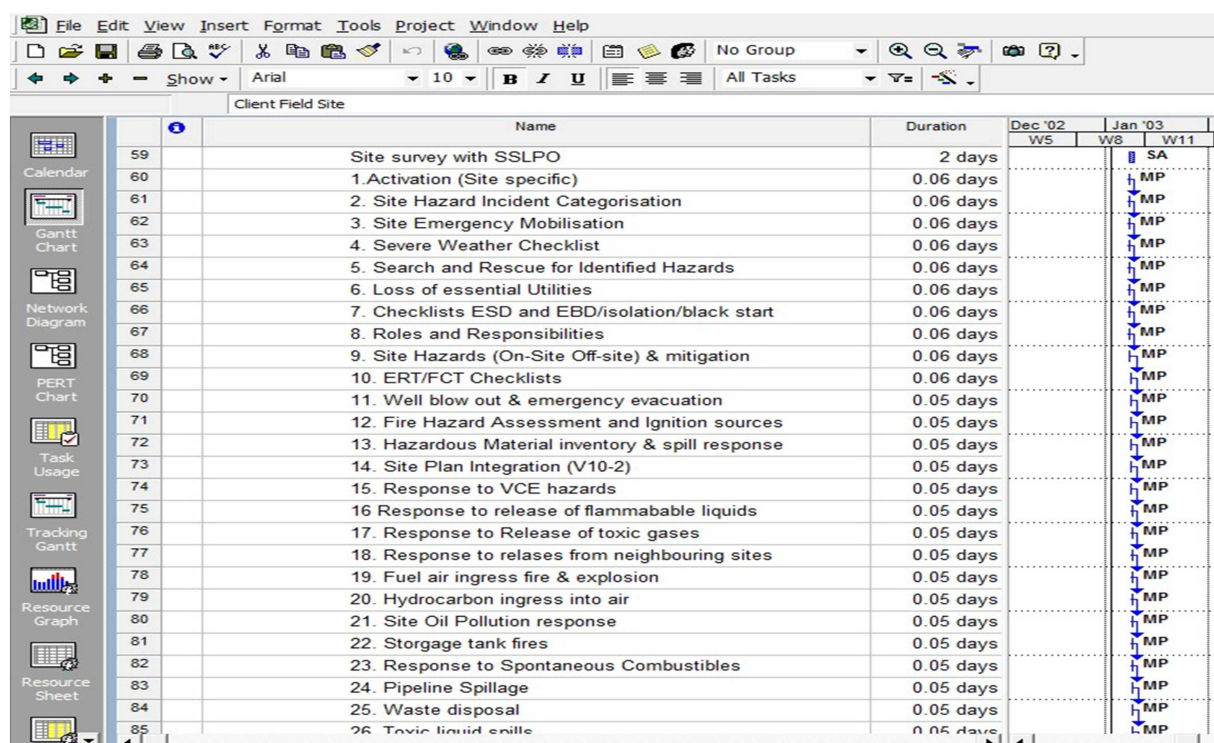 File Edit View Insert Format Tools Project Window Help
ABC No Group
Show Arial 10 B I U All Tasks
Client Field Site
Name Duration Dec '02 Jan '03
W5 W8 W11
59 Site survey with SSLPO 2 days SA
60 1.Activation (Site specific) 0.06 days MP
61 2. Site Hazard Incident Categorisation 0.06 days MP
62 3. Site Emergency Mobilisation 0.06 days MP
63 4. Severe Weather Checklist 0.06 days MP
64 5. Search and Rescue for Identified Hazards 0.06 days MP
65 6. Loss of essential Utilities 0.06 days MP
66 7. Checklists ESD and EBD/isolation/black start 0.06 days MP
67 8. Roles and Responsibilities 0.06 days MP
68 9. Site Hazards (On-Site Off-site) & mitigation 0.06 days MP
69 10. ERT/FCT Checklists 0.06 days MP
70 11. Well blow out & emergency evacuation 0.05 days MP
71 12. Fire Hazard Assessment and Ignition sources 0.05 days MP
72 13. Hazardous Material inventory & spill response 0.05 days MP
73 14. Site Plan Integration (V10-2) 0.05 days MP
74 15. Response to VCE hazards 0.05 days MP
75 16 Response to release of flammabable liquids 0.05 days MP
76 17. Response to Release of toxic gases 0.05 days MP
77 18. Response to relases from neighbouring sites 0.05 days MP
78 19. Fuel air ingress fire & explosion 0.05 days MP
79 20. Hydrocarbon ingress into air 0.05 days MP
80 21. Site Oil Pollution response 0.05 days MP
81 22. Storgage tank fires 0.05 days MP
82 23. Response to Spontaneous Combustibles 0.05 days MP
83 24. Pipeline Spillage 0.05 days MP
84 25. Waste disposal 0.05 days MP
85 26. Toxic liquid spills 0.05 days MP
Calendar
Gantt
Chart
Network
Diagram
PERT
Chart
Task
Usage
Tracking
Gantt
Resource
Graph
Resource
Sheet